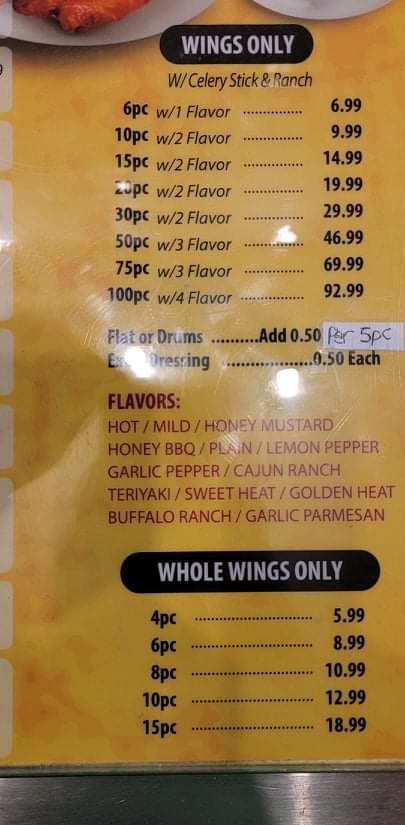 WINGS ONLY
W/ Celery Stick & Ranch
6pc w/1 Flavor ............... 6.99
10pc w/2 Flavor ............... 9.99
15pc w/2 Flavor ............... 14.99
20pc w/2 Flavor ............... 19.99
30pc w/2 Flavor ............... 29.99
50pc w/3 Flavor ............... 46.99
75pc w/3 Flavor ............... 69.99
100pc w/4 Flavor ............... 92.99
Flat or Drums ..........Add 0.50 Per 5pc
Dressing ...................0.50 Each
FLAVORS:
HOT / MILD / HONEY MUSTARD
HONEY BBQ / PLAIN / LEMON PEPPER
GARLIC PEPPER / CAJUN RANCH
TERIYAKI / SWEET HEAT / GOLDEN HEAT
BUFFALO RANCH / GARLIC PARMESAN
WHOLE WINGS ONLY
4pc .............................. 5.99
6pc .............................. 8.99
8pc .............................. 10.99
10pc .............................. 12.99
15pc .............................. 18.99